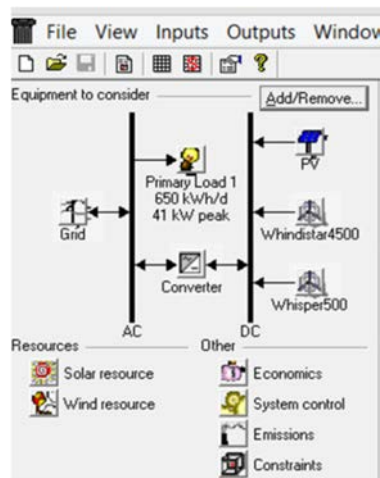 File View Inputs Outputs Window
Equipment to consider
Add/Remove...
Primary Load 1
650 kWh/d
41 kW peak
PV
Grid
Whindistar4500
Converter
Whisper500
AC DC
Resources Other
Solar resource
Economics
Wind resource
System control
Emissions
Constraints